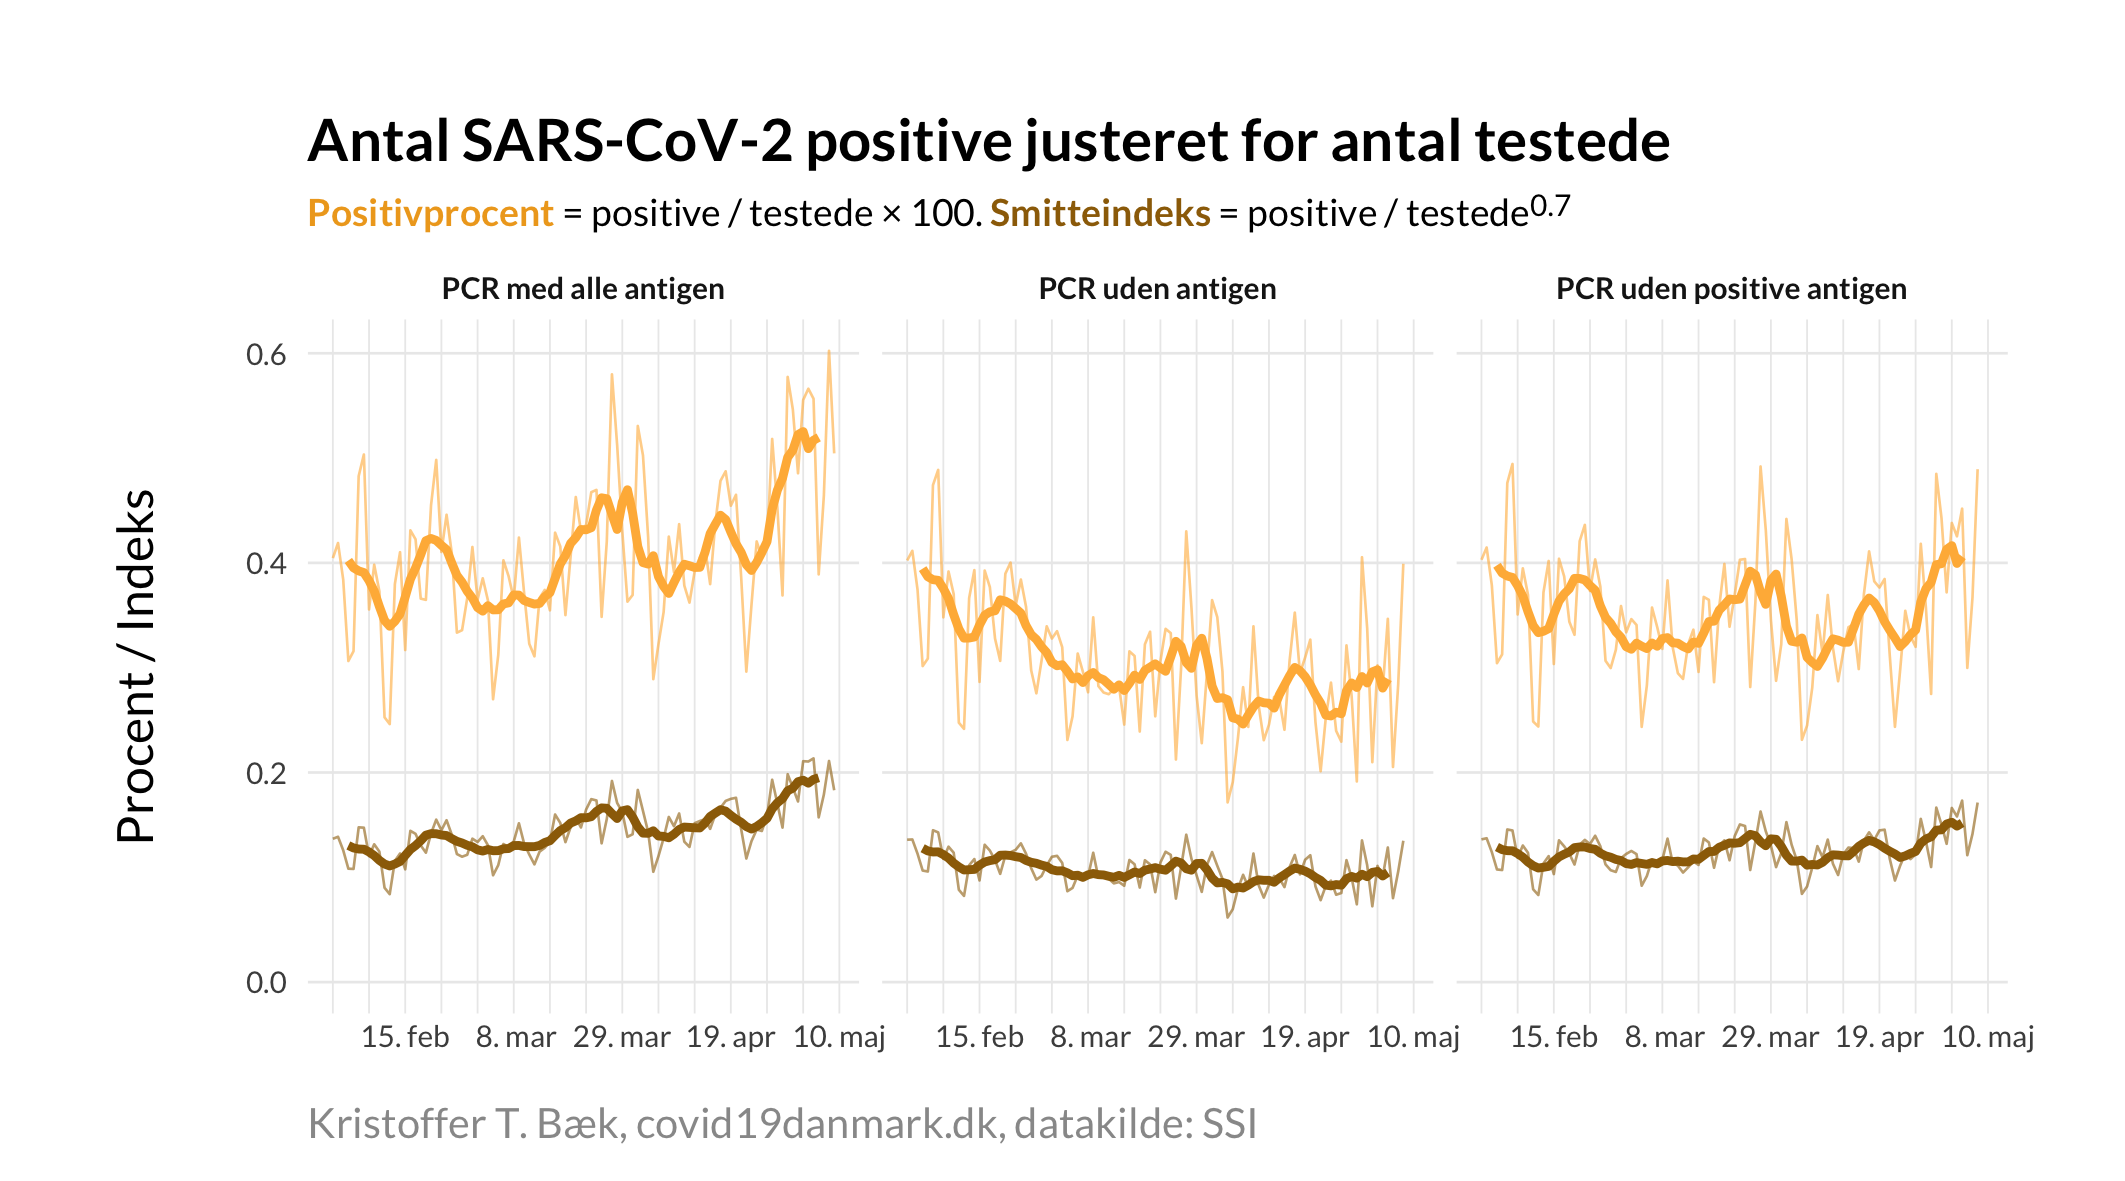 Antal SARS-CoV-2 positive justeret for antal testede
Positivprocent = positive / testede × 100. Smitteindeks = positive / testede^0.7
PCR med alle antigen
PCR uden antigen
PCR uden positive antigen
Procent / Indeks
0.6
0.4
0.2
0.0
15. feb 8. mar 29. mar 19. apr 10. maj
15. feb 8. mar 29. mar 19. apr 10. maj
15. feb 8. mar 29. mar 19. apr 10. maj
Kristoffer T. Bæk, covid19danmark.dk, datakilde: SSI